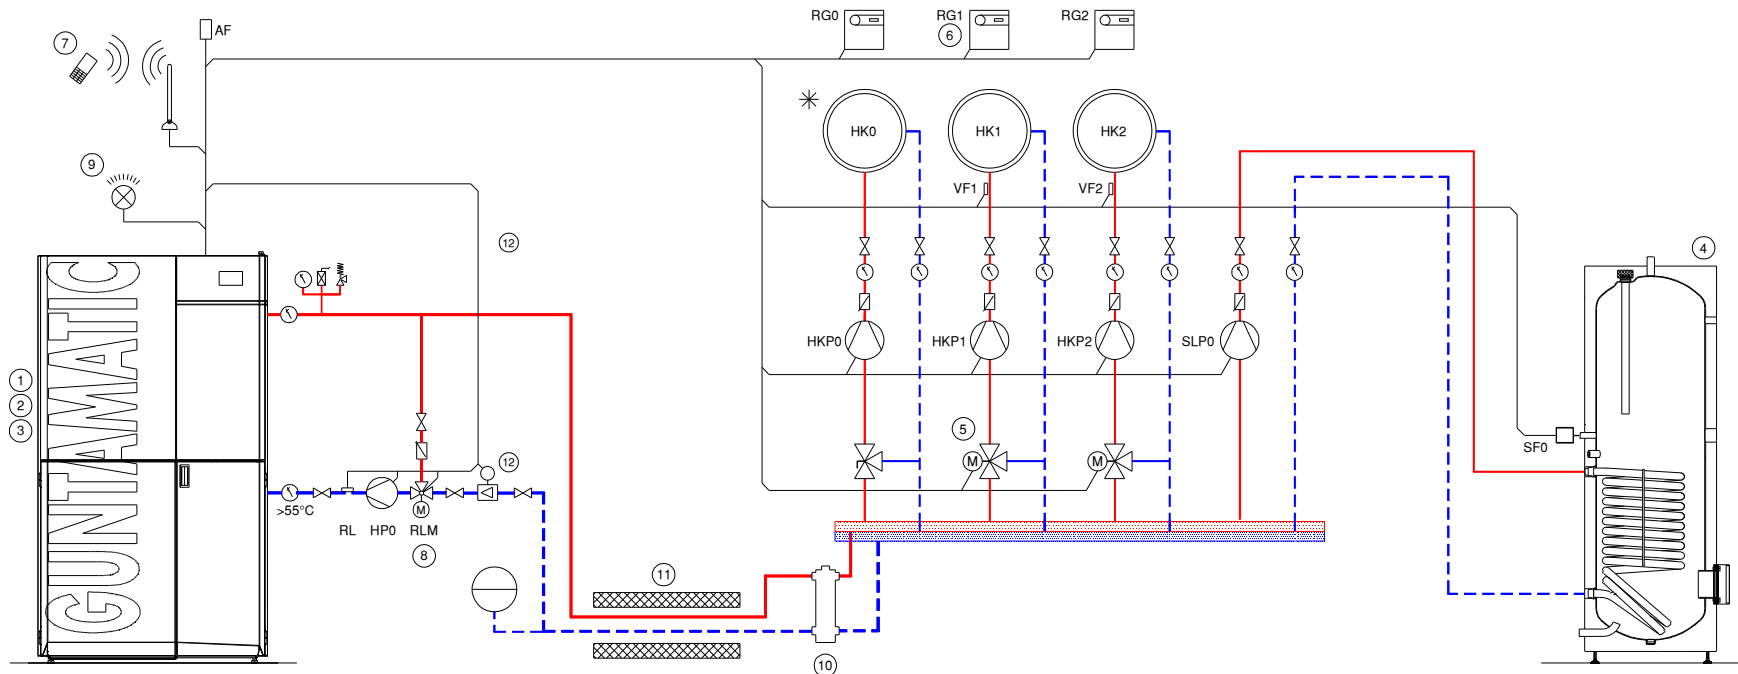 RG0
RG1
RG2
6
AF
7
9
HK0
HK1
HK2
VF1
VF2
12
4
GUNTAMATIC
1
2
3
HKP0
HKP1
HKP2
SLP0
5
SF0
M
M
12
>55°C
RL
HP0
RLM
M
8
11
10